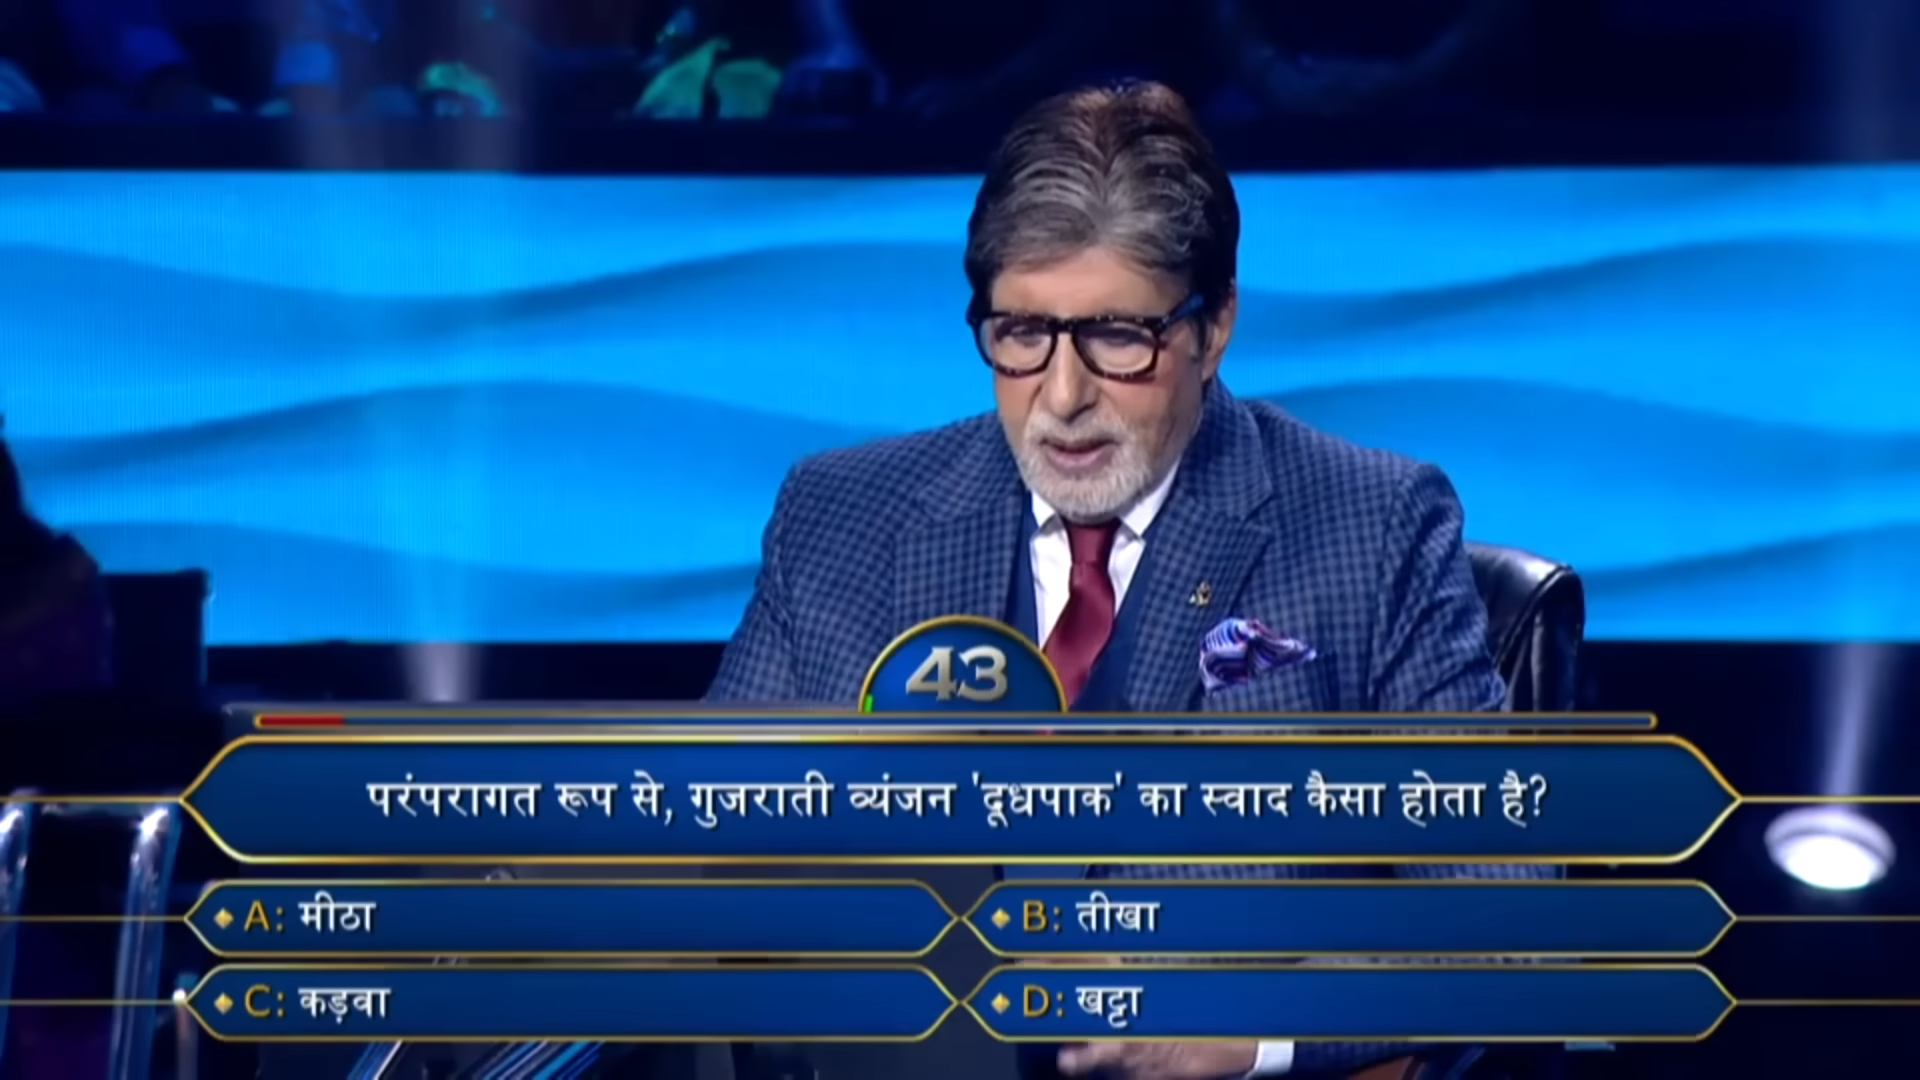 43
परंपरागत रूप से, गुजराती व्यंजन 'दूधपाक' का स्वाद कैसा होता है?
A: मीठा
B: तीखा
C: कड़वा
D: खट्टा